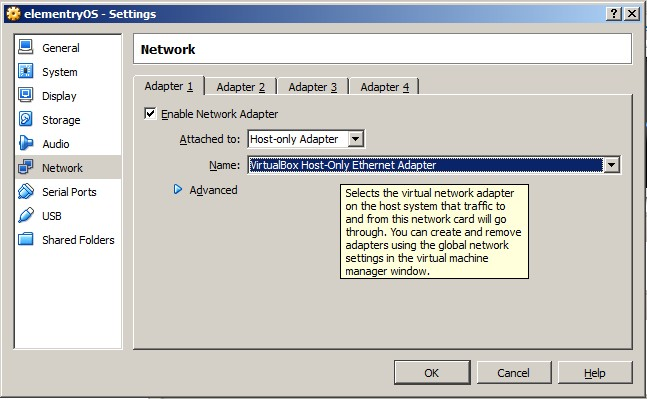 elementryOS - Settings
General
System
Display
Storage
Audio
Network
Serial Ports
USB
Shared Folders
Network
Adapter 1
Adapter 2
Adapter 3
Adapter 4
Enable Network Adapter
Attached to: Host-only Adapter
Name: VirtualBox Host-Only Ethernet Adapter
Advanced
Selects the virtual network adapter
on the host system that traffic to
and from this network card will go
through. You can create and remove
adapters using the global network
settings in the virtual machine
manager window.
OK
Cancel
Help